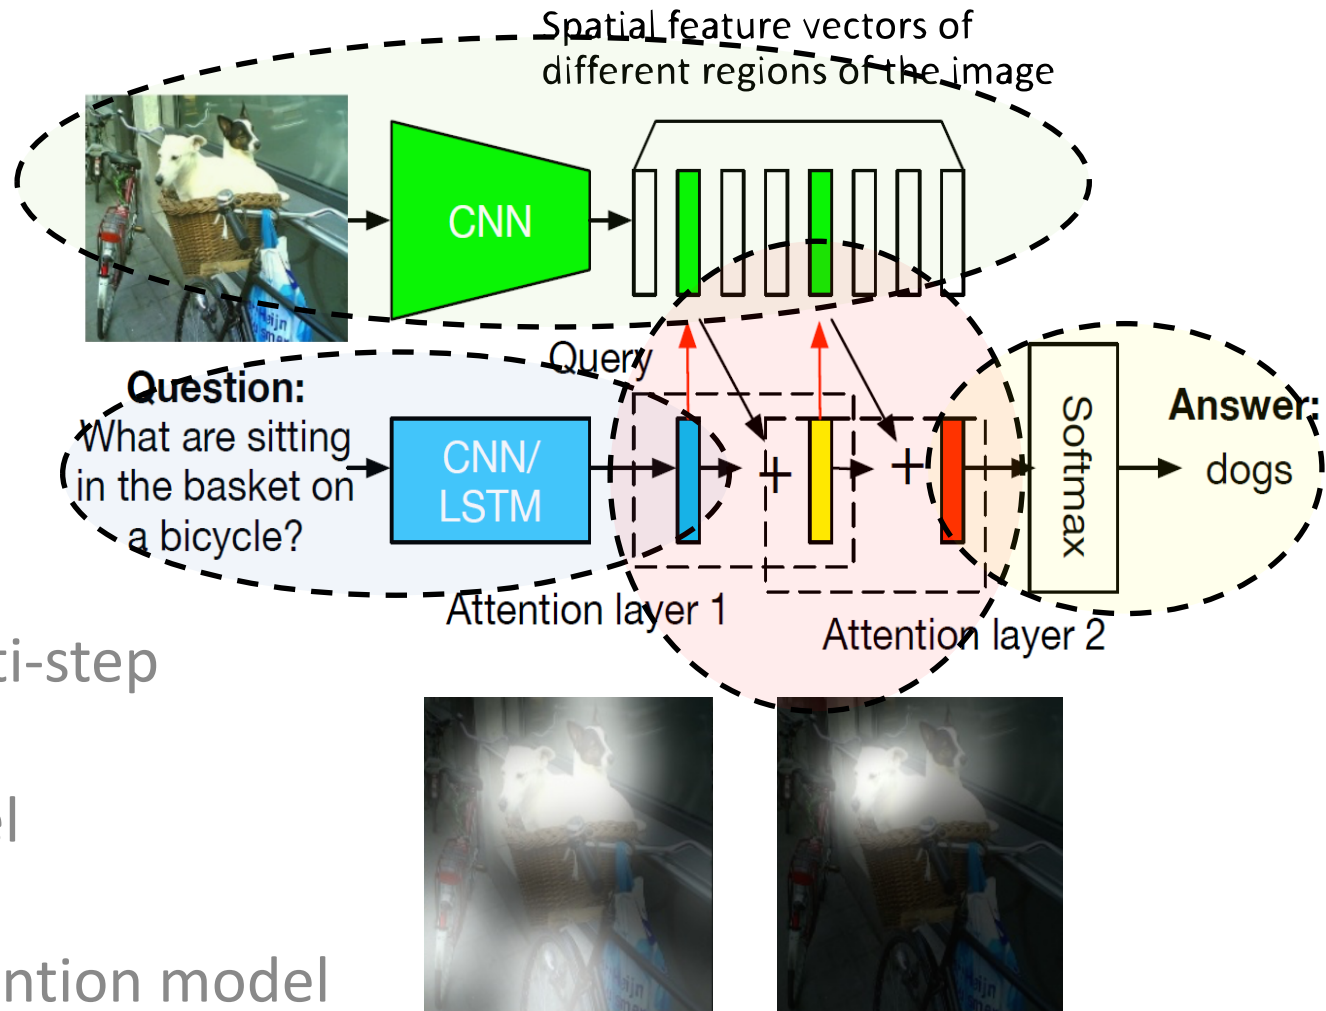 Spatial feature vectors of
different regions of the image
CNN
Query
Question:
What are sitting
in the basket on
a bicycle?
CNN/
LSTM
+
+
Softmax
Answer:
dogs
Attention layer 1
Attention layer 2
ti-step
el
ntion model